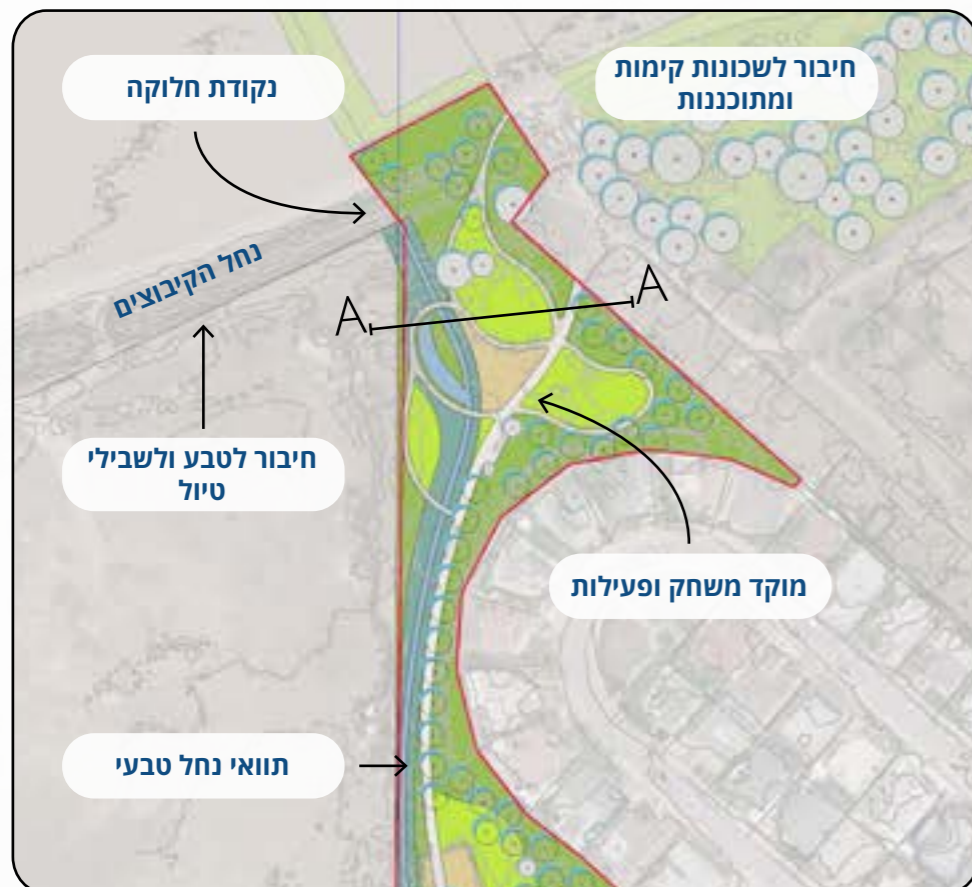 חיבור לשכונות קימות
ומתוכננות
נקודת חלוקה
נחל הקיבוצים
A
A
חיבור לטבע ולשבילי
טיול
מוקד משחק ופעילות
תוואי נחל טבעי